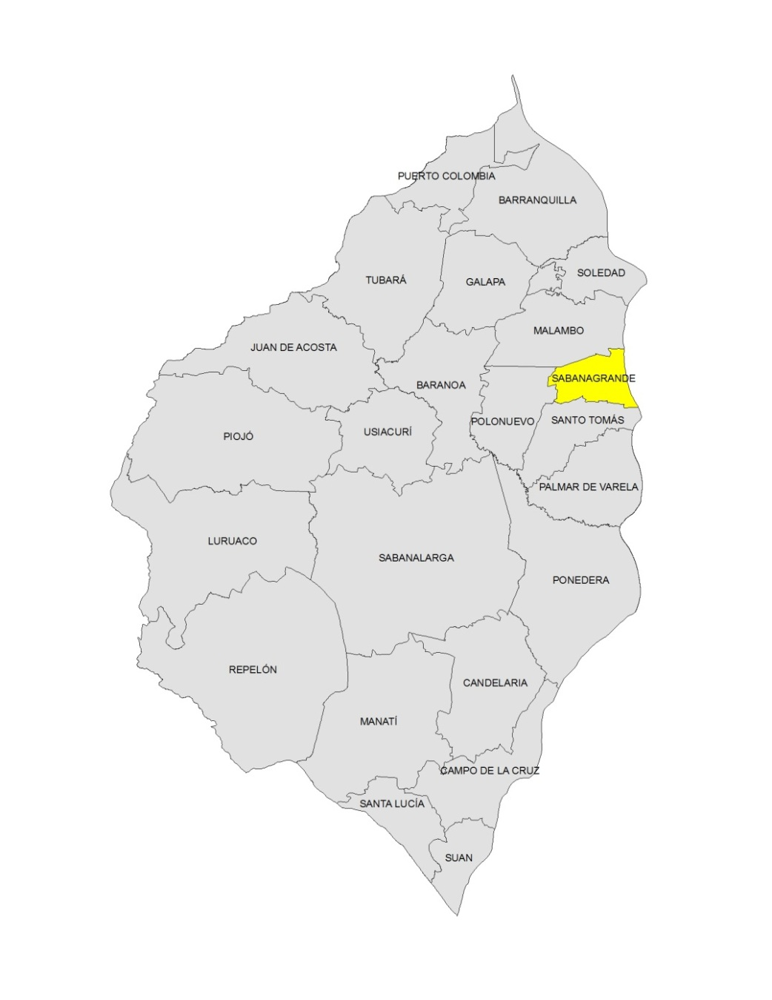 PUERTO COLOMBIA
BARRANQUILLA
SOLEDAD
TUBARÁ
GALAPA
MALAMBO
JUAN DE ACOSTA
SABANAGRANDE
BARANOA
SANTO TOMÁS
POLONUEVO
USIACURÍ
PIOJÓ
PALMAR DE VARELA
LURUACO
SABANALARGA
PONEDERA
REPELÓN
CANDELARIA
MANATÍ
CAMPO DE LA CRUZ
SANTA LUCÍA
SUAN